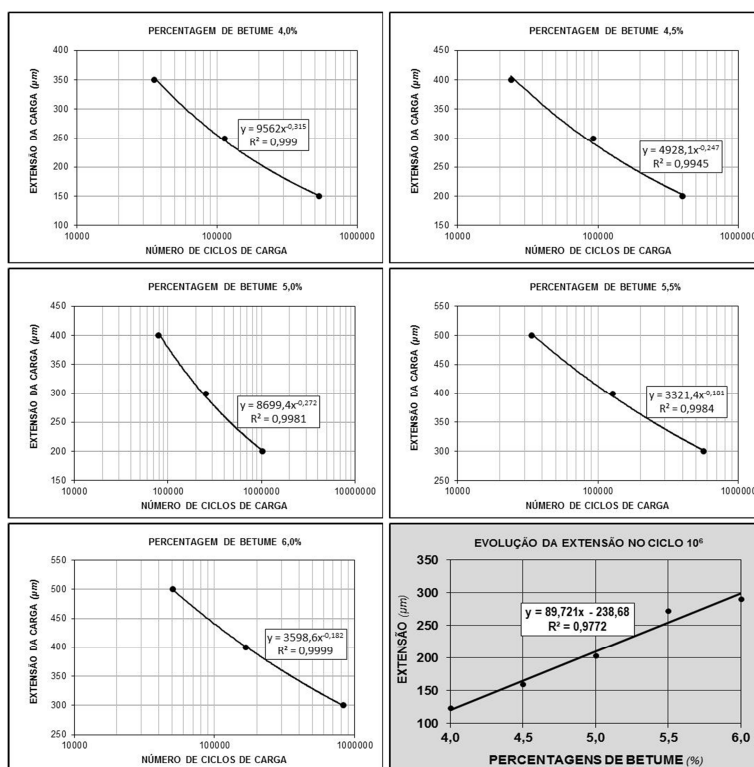 PERCENTAGEM DE BETUME 4,0%
EXTENSÃO DA CARGA (µm)
400
350
300
250
200
150
100
y = 9562x^-0,315
R² = 0,999
10000 100000 1000000
NÚMERO DE CICLOS DE CARGA
PERCENTAGEM DE BETUME 4,5%
EXTENSÃO DA CARGA (µm)
450
400
350
300
250
200
150
y = 4928,1x^-0,247
R² = 0,9945
10000 100000 1000000
NÚMERO DE CICLOS DE CARGA
PERCENTAGEM DE BETUME 5,0%
EXTENSÃO DA CARGA (µm)
450
400
350
300
250
200
150
y = 8699,4x^-0,272
R² = 0,9981
10000 100000 1000000 10000000
NÚMERO DE CICLOS DE CARGA
PERCENTAGEM DE BETUME 5,5%
EXTENSÃO DA CARGA (µm)
550
500
450
400
350
300
250
y = 3321,4x
R² = 0,9984
10000 100000 1000000
NÚMERO DE CICLOS DE CARGA
PERCENTAGEM DE BETUME 6,0%
EXTENSÃO DA CARGA (µm)
550
500
450
400
350
300
250
y = 3598,6x^-0,182
R² = 0,9999
10000 100000 1000000
NÚMERO DE CICLOS DE CARGA
EVOLUÇÃO DA EXTENSÃO NO CICLO 10⁶
EXTENSÃO (µm)
350
300
250
200
150
100
y = 89,721x - 238,68
R² = 0,9772
4,0 4,5 5,0 5,5 6,0
PERCENTAGENS DE BETUME (%)